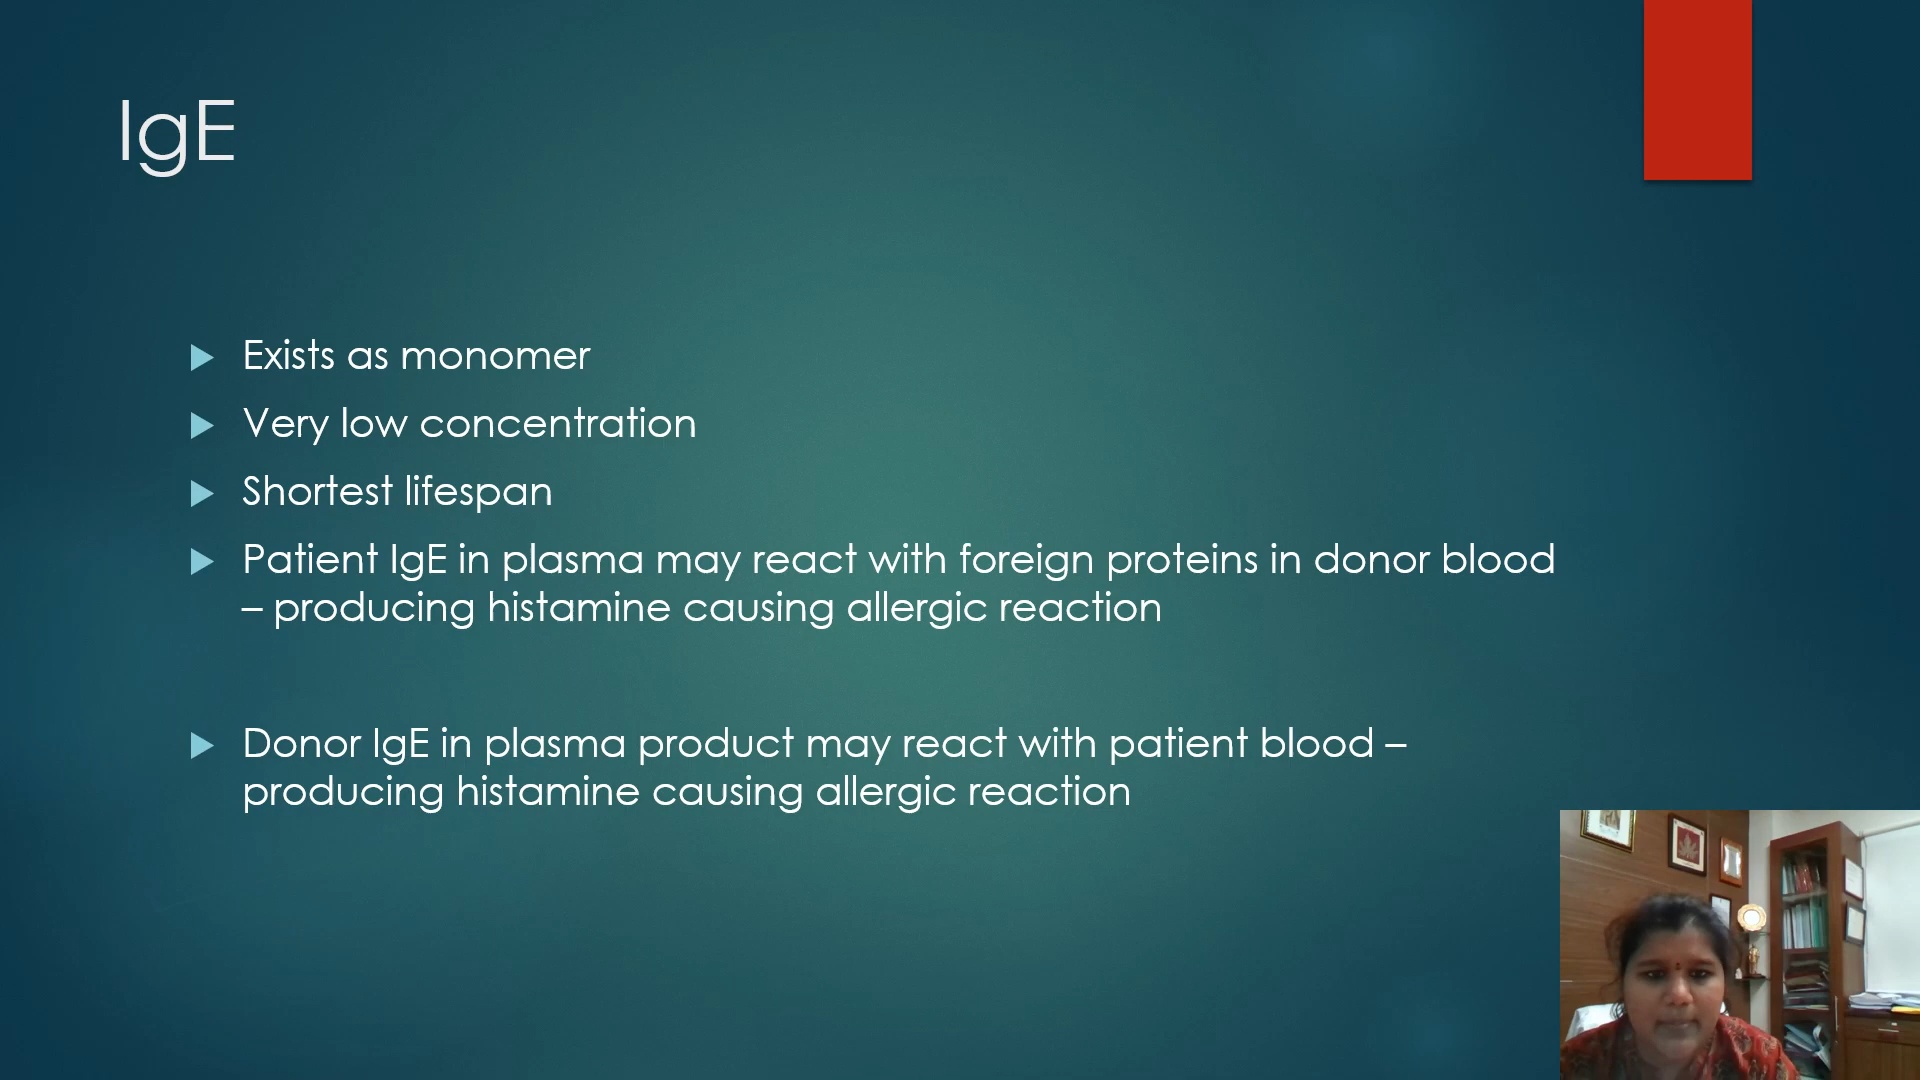 IgE
Exists as monomer
Very low concentration
Shortest lifespan
Patient IgE in plasma may react with foreign proteins in donor blood
– producing histamine causing allergic reaction
Donor IgE in plasma product may react with patient blood –
producing histamine causing allergic reaction